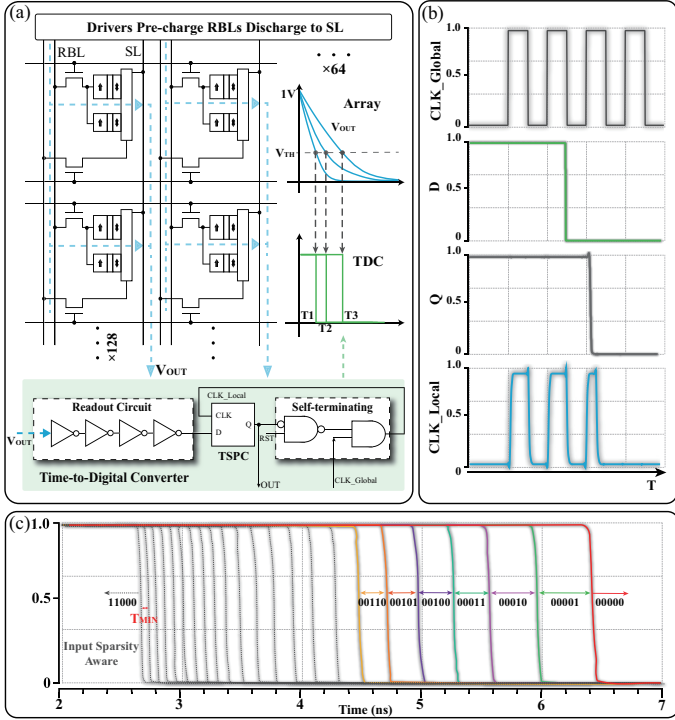 (a)
Drivers Pre-charge RBLs Discharge to SL
RBL
SL
×64
1V
Array
VOUT
VTH
TDC
T1
T2
T3
×128
VOUT
Readout Circuit
CLK_Local
CLK
D
Q
TSPC
RST
Self-terminating
VOUT
CLK_Global
OUT
Time-to-Digital Converter
(b)
CLK_Global
1.0
0.5
0
D
1.0
0.5
0
Q
1.0
0.5
0
CLK_Local
1.0
0.5
0
T
(c)
1.0
0.5
0
11000
TMIN
Input Sparsity
Aware
00110
00101
00100
00011
00010
00001
00000
2
3
4
5
6
7
Time (ns)